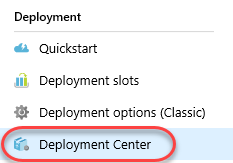 Deployment
Quickstart
Deployment slots
Deployment options (Classic)
Deployment Center